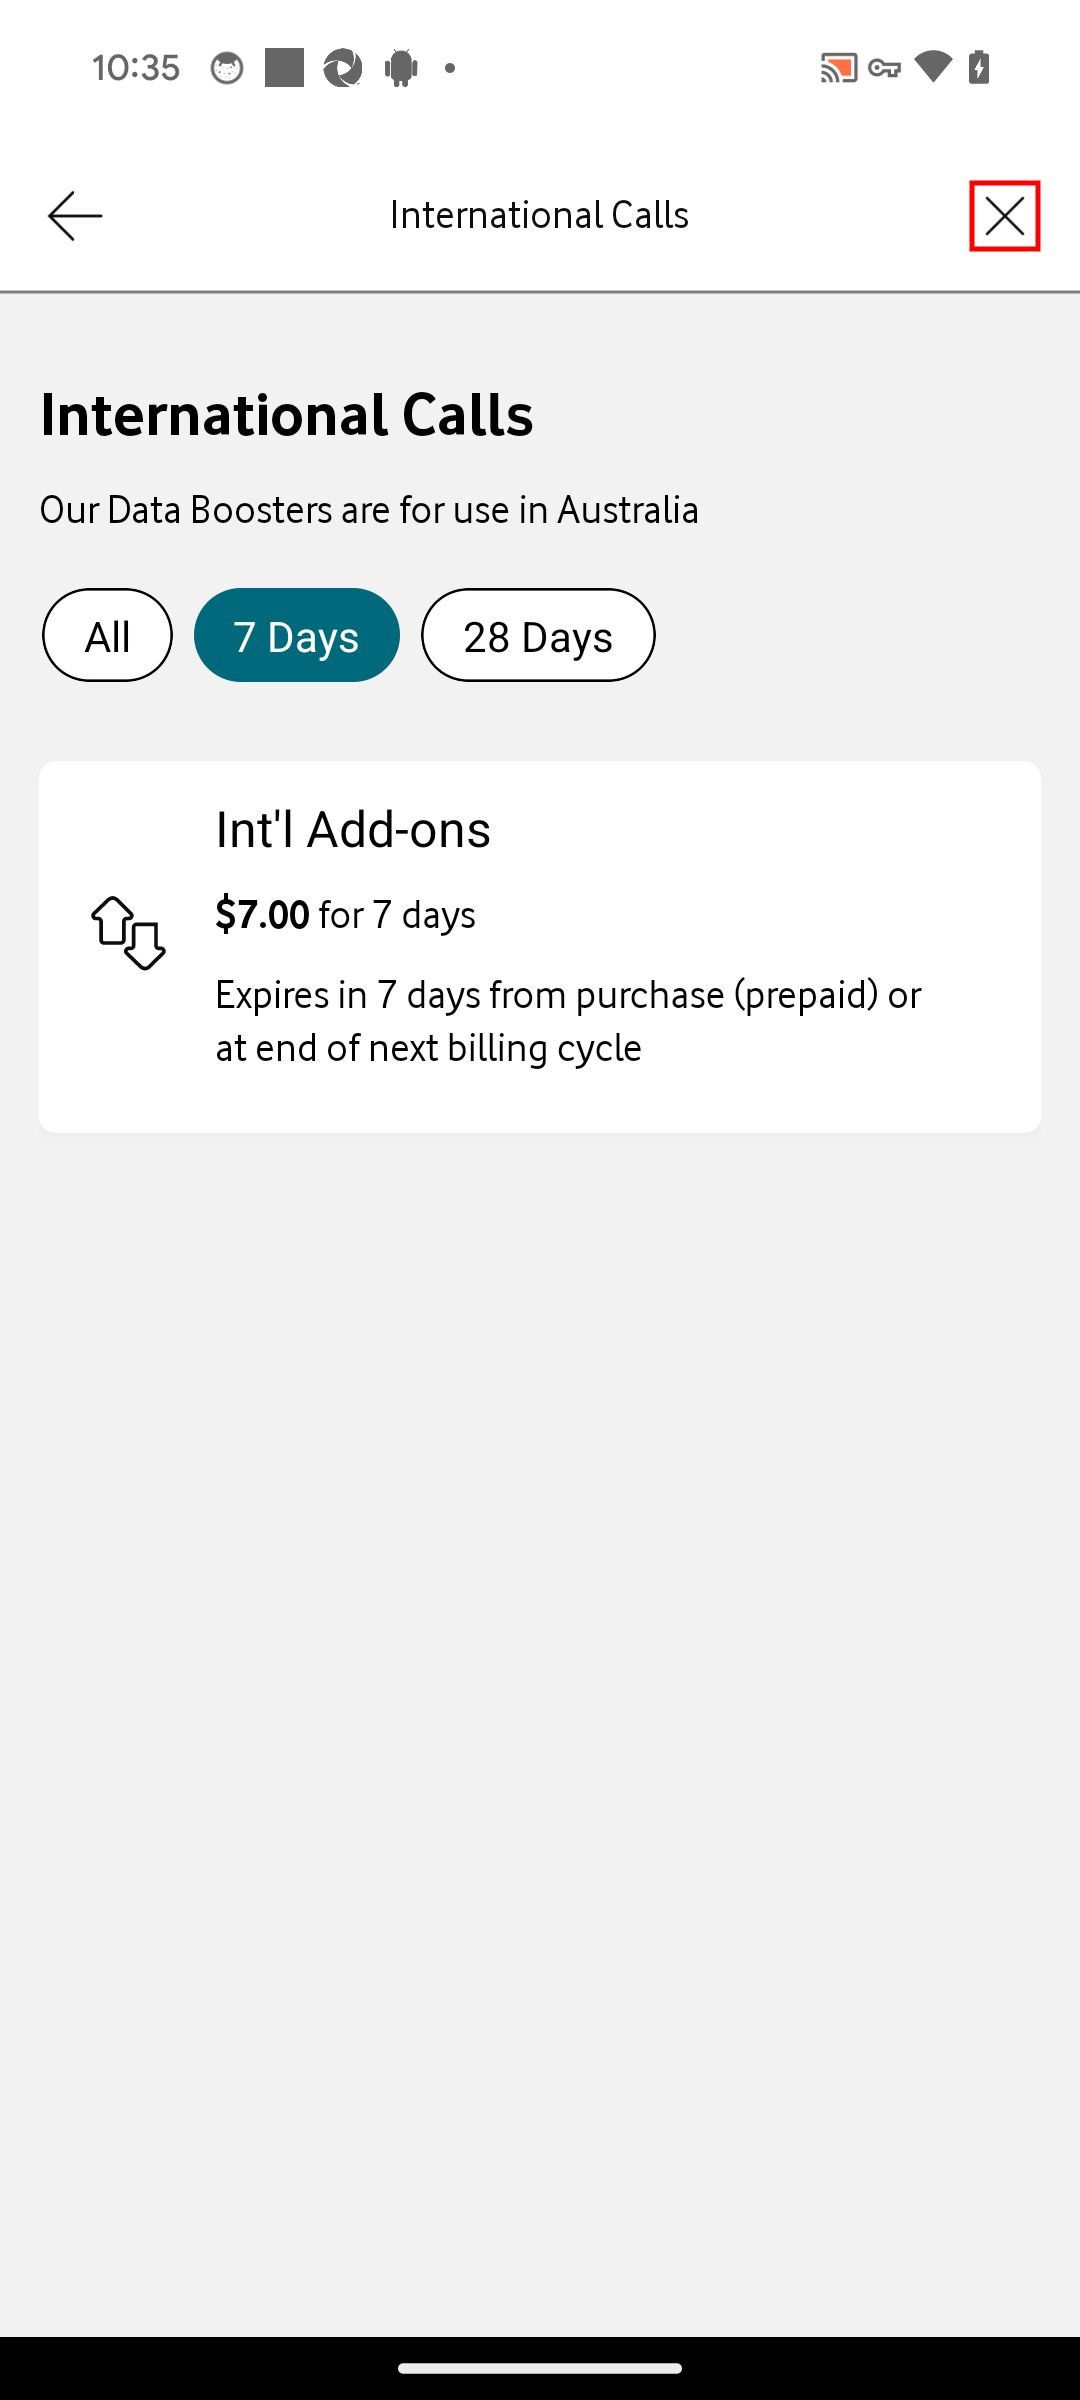 10:35
International Calls
International Calls
Our Data Boosters are for use in Australia
All
7 Days
28 Days
Int'l Add-ons
$7.00 for 7 days
Expires in 7 days from purchase (prepaid) or
at end of next billing cycle